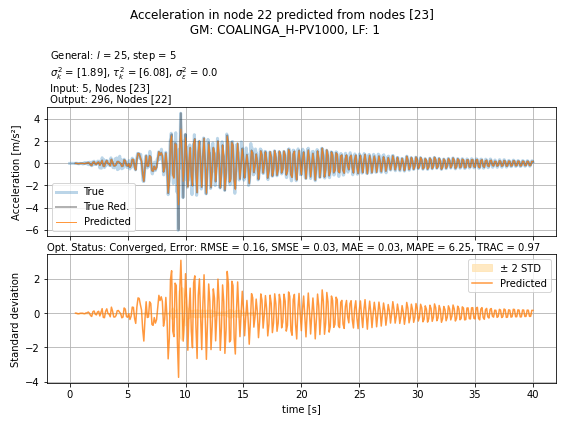 Acceleration in node 22 predicted from nodes [23]
GM: COALINGA_H-PV1000, LF: 1
General: l = 25, step = 5
σ²ₖ = [1.89], τ²ₖ = [6.08], σ²ᵣ = 0.0
Input: 5, Nodes [23]
Output: 296, Nodes [22]
Acceleration [m/s²]
4
2
0
−2
−4
−6
True
True Red.
Predicted
Opt. Status: Converged, Error: RMSE = 0.16, SMSE = 0.03, MAE = 0.03, MAPE = 6.25, TRAC = 0.97
Standard deviation
2
0
−2
−4
± 2 STD
Predicted
0 5 10 15 20 25 30 35 40
time [s]